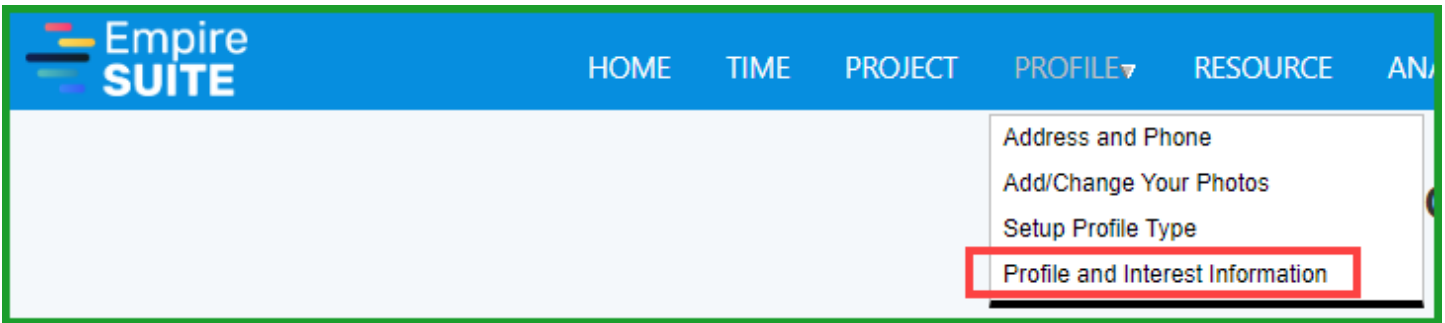 Empire
SUITE
HOME TIME PROJECT PROFILE RESOURCE
Address and Phone
Add/Change Your Photos
Setup Profile Type
Profile and Interest Information